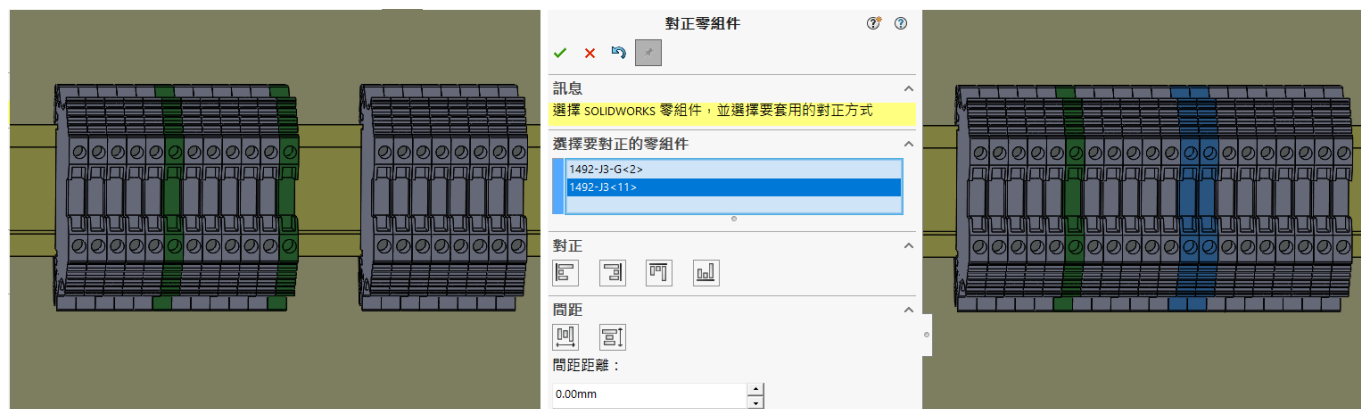 對正零組件
訊息
選擇 SOLIDWORKS 零組件，並選擇要套用的對正方式
選擇要對正的零組件
1492-J3-G<2>
1492-J3<11>
對正
間距
間距距離：
0.00mm